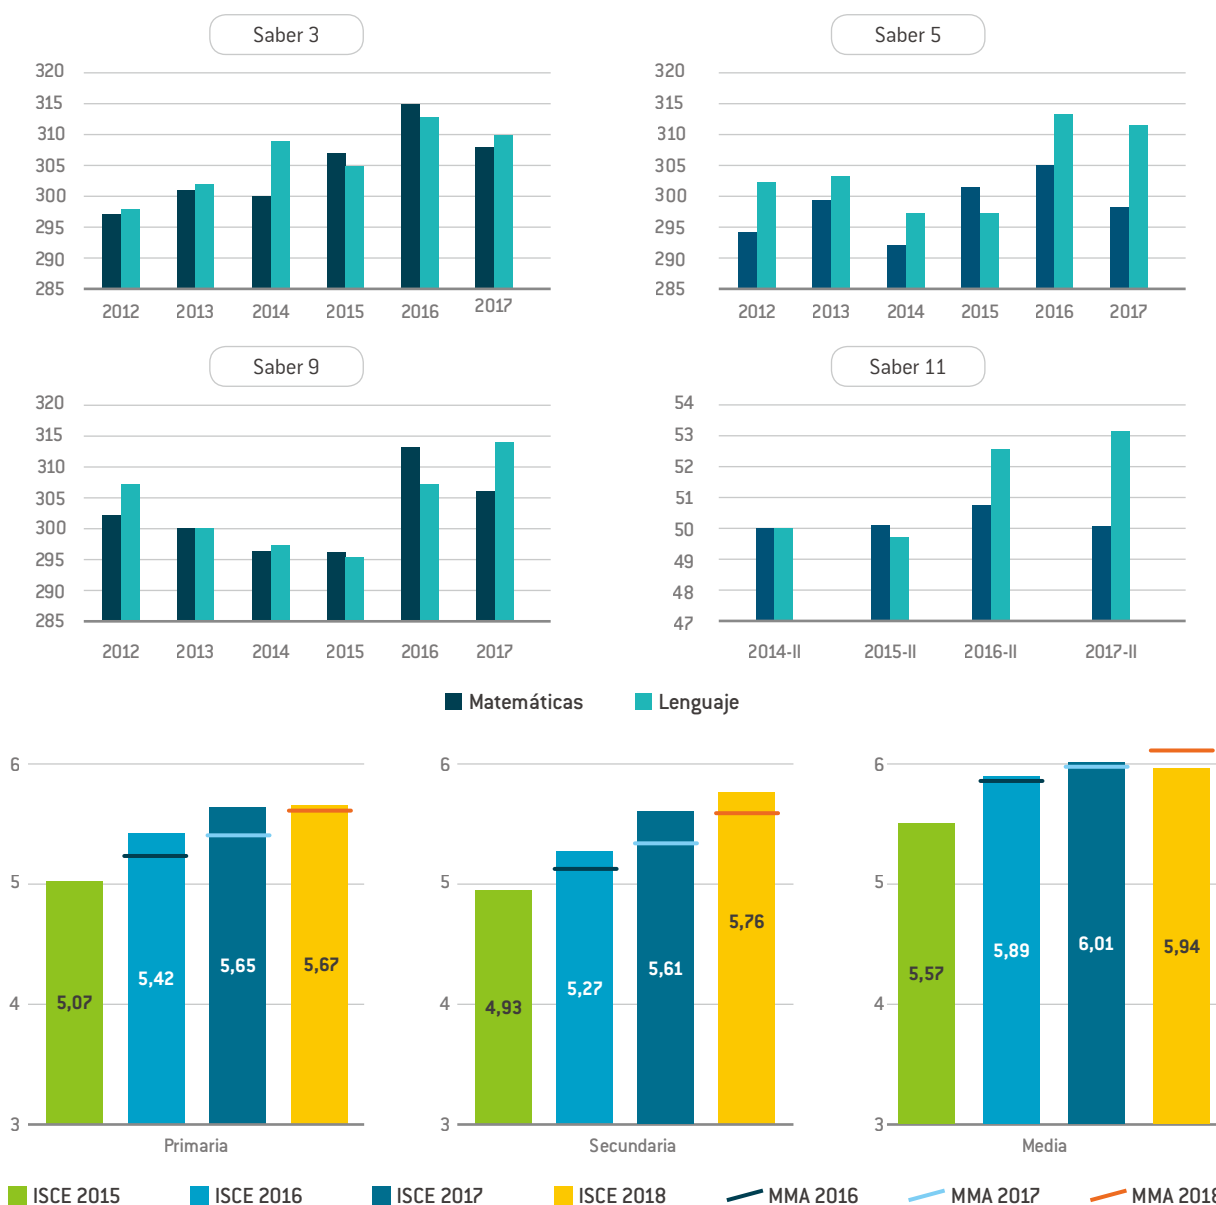 Saber 3
320
315
310
305
300
295
290
285
2012 2013 2014 2015 2016 2017
Saber 5
320
315
310
305
300
295
290
285
2012 2013 2014 2015 2016 2017
Saber 9
320
315
310
305
300
295
290
285
2012 2013 2014 2015 2016 2017
Saber 11
54
53
52
51
50
49
48
47
2014-II 2015-II 2016-II 2017-II
Matemáticas Lenguaje
6
5
4
3
5,07 5,42 5,65 5,67
Primaria
6
5
4
3
4,93 5,27 5,61 5,76
Secundaria
6
5
4
3
5,57 5,89 6,01 5,94
Media
ISCE 2015 ISCE 2016 ISCE 2017 ISCE 2018 MMA 2016 MMA 2017 MMA 2018